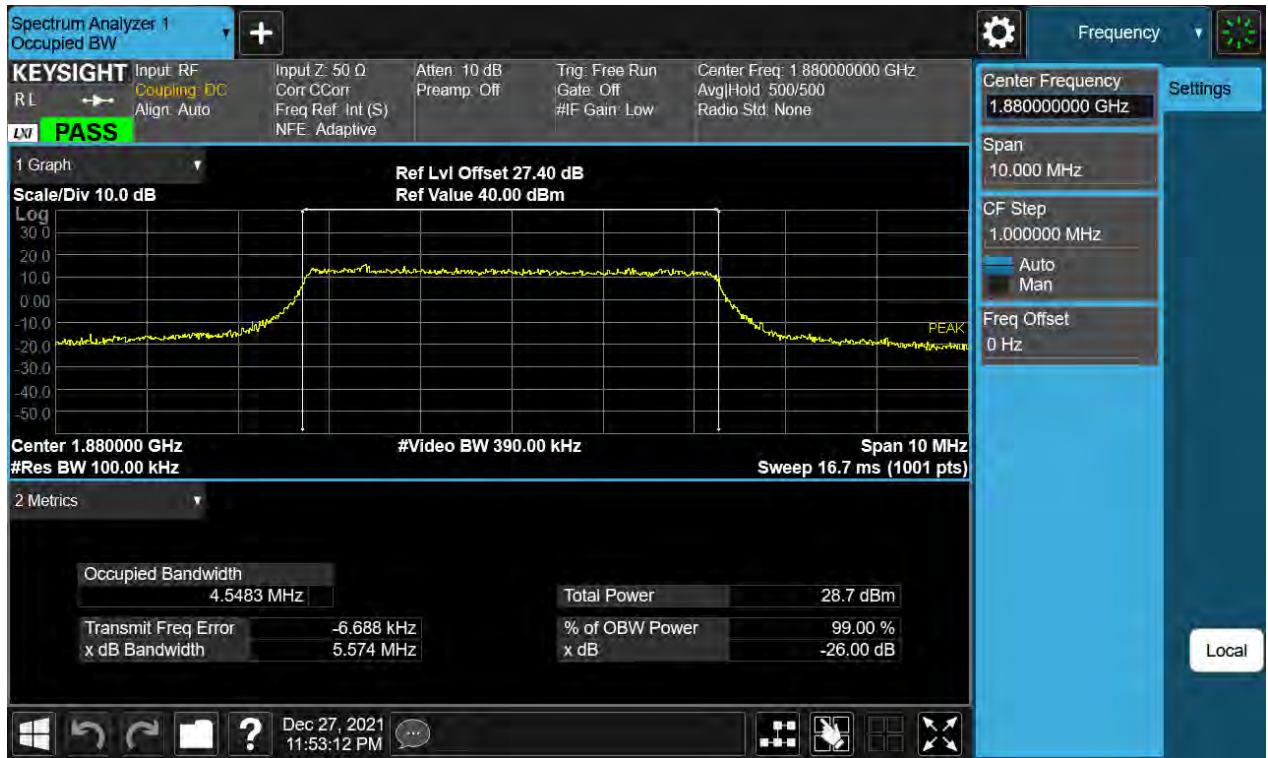 Spectrum Analyzer 1
Occupied BW
+
Frequency
KEYSIGHT
RL
LXI
PASS
Input: RF
Coupling: DC
Align: Auto
Input Z: 50 Ω
Corr CCorr
Freq Ref: Int (S)
NFE: Adaptive
Atten: 10 dB
Preamp: Off
Trig: Free Run
Gate: Off
#IF Gain: Low
Center Freq: 1.880000000 GHz
Avg|Hold: 500/500
Radio Std: None
Center Frequency
1.880000000 GHz
Settings
Span
10.000 MHz
CF Step
1.000000 MHz
Auto
Man
Freq Offset
0 Hz
Local
1 Graph
Scale/Div 10.0 dB
Ref Lvl Offset 27.40 dB
Ref Value 40.00 dBm
Log
30.0
20.0
10.0
0.00
-10.0
-20.0
-30.0
-40.0
-50.0
PEAK
Center 1.880000 GHz
#Video BW 390.00 kHz
Span 10 MHz
#Res BW 100.00 kHz
Sweep 16.7 ms (1001 pts)
2 Metrics
Occupied Bandwidth
4.5483 MHz
Total Power 28.7 dBm
Transmit Freq Error -6.688 kHz
% of OBW Power 99.00 %
x dB Bandwidth 5.574 MHz
x dB -26.00 dB
?
Dec 27, 2021
11:53:12 PM